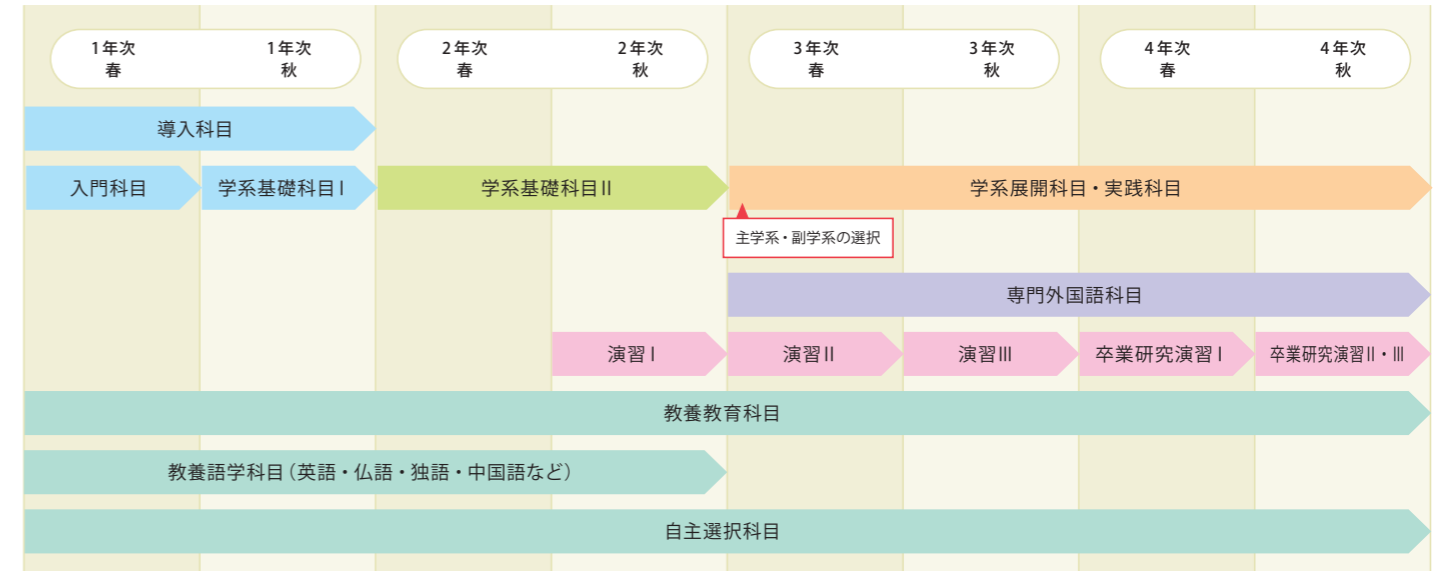 1年次
春
1年次
秋
2年次
春
2年次
秋
3年次
春
3年次
秋
4年次
春
4年次
秋
導入科目
入門科目
学系基礎科目Ⅰ
学系基礎科目Ⅱ
学系展開科目・実践科目
主学系・副学系の選択
専門外国語科目
演習Ⅰ
演習Ⅱ
演習Ⅲ
卒業研究演習Ⅰ
卒業研究演習Ⅱ・Ⅲ
教養教育科目
教養語学科目（英語・仏語・独語・中国語など）
自主選択科目